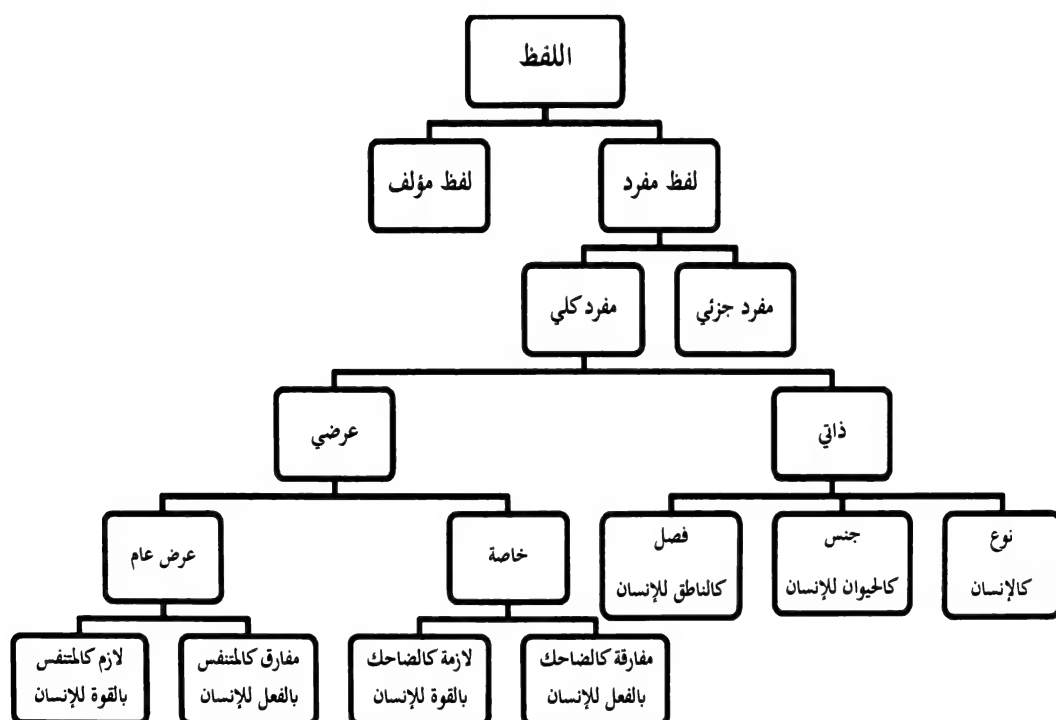 اللفظ
لفظ مفرد
لفظ مؤلف
مفرد جزئي
مفرد كلي
ذاتي
عرضي
نوع
كالإنسان
جنس
كالحيوان للإنسان
فصل
كالناطق للإنسان
خاصة
عرض عام
مفارقة كالضاحك
بالفعل للإنسان
لازمة كالضاحك
بالقوة للإنسان
مفارق كالمتنفس
بالفعل للإنسان
لازم كالمتنفس
بالقوة للإنسان